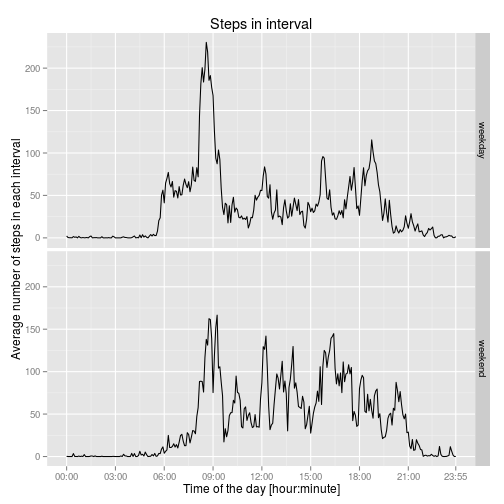 Steps in interval
Average number of steps in each interval
200
150
100
50
0
weekday
200
150
100
50
0
weekend
00:00 03:00 06:00 09:00 12:00 15:00 18:00 21:00 23:55
Time of the day [hour:minute]